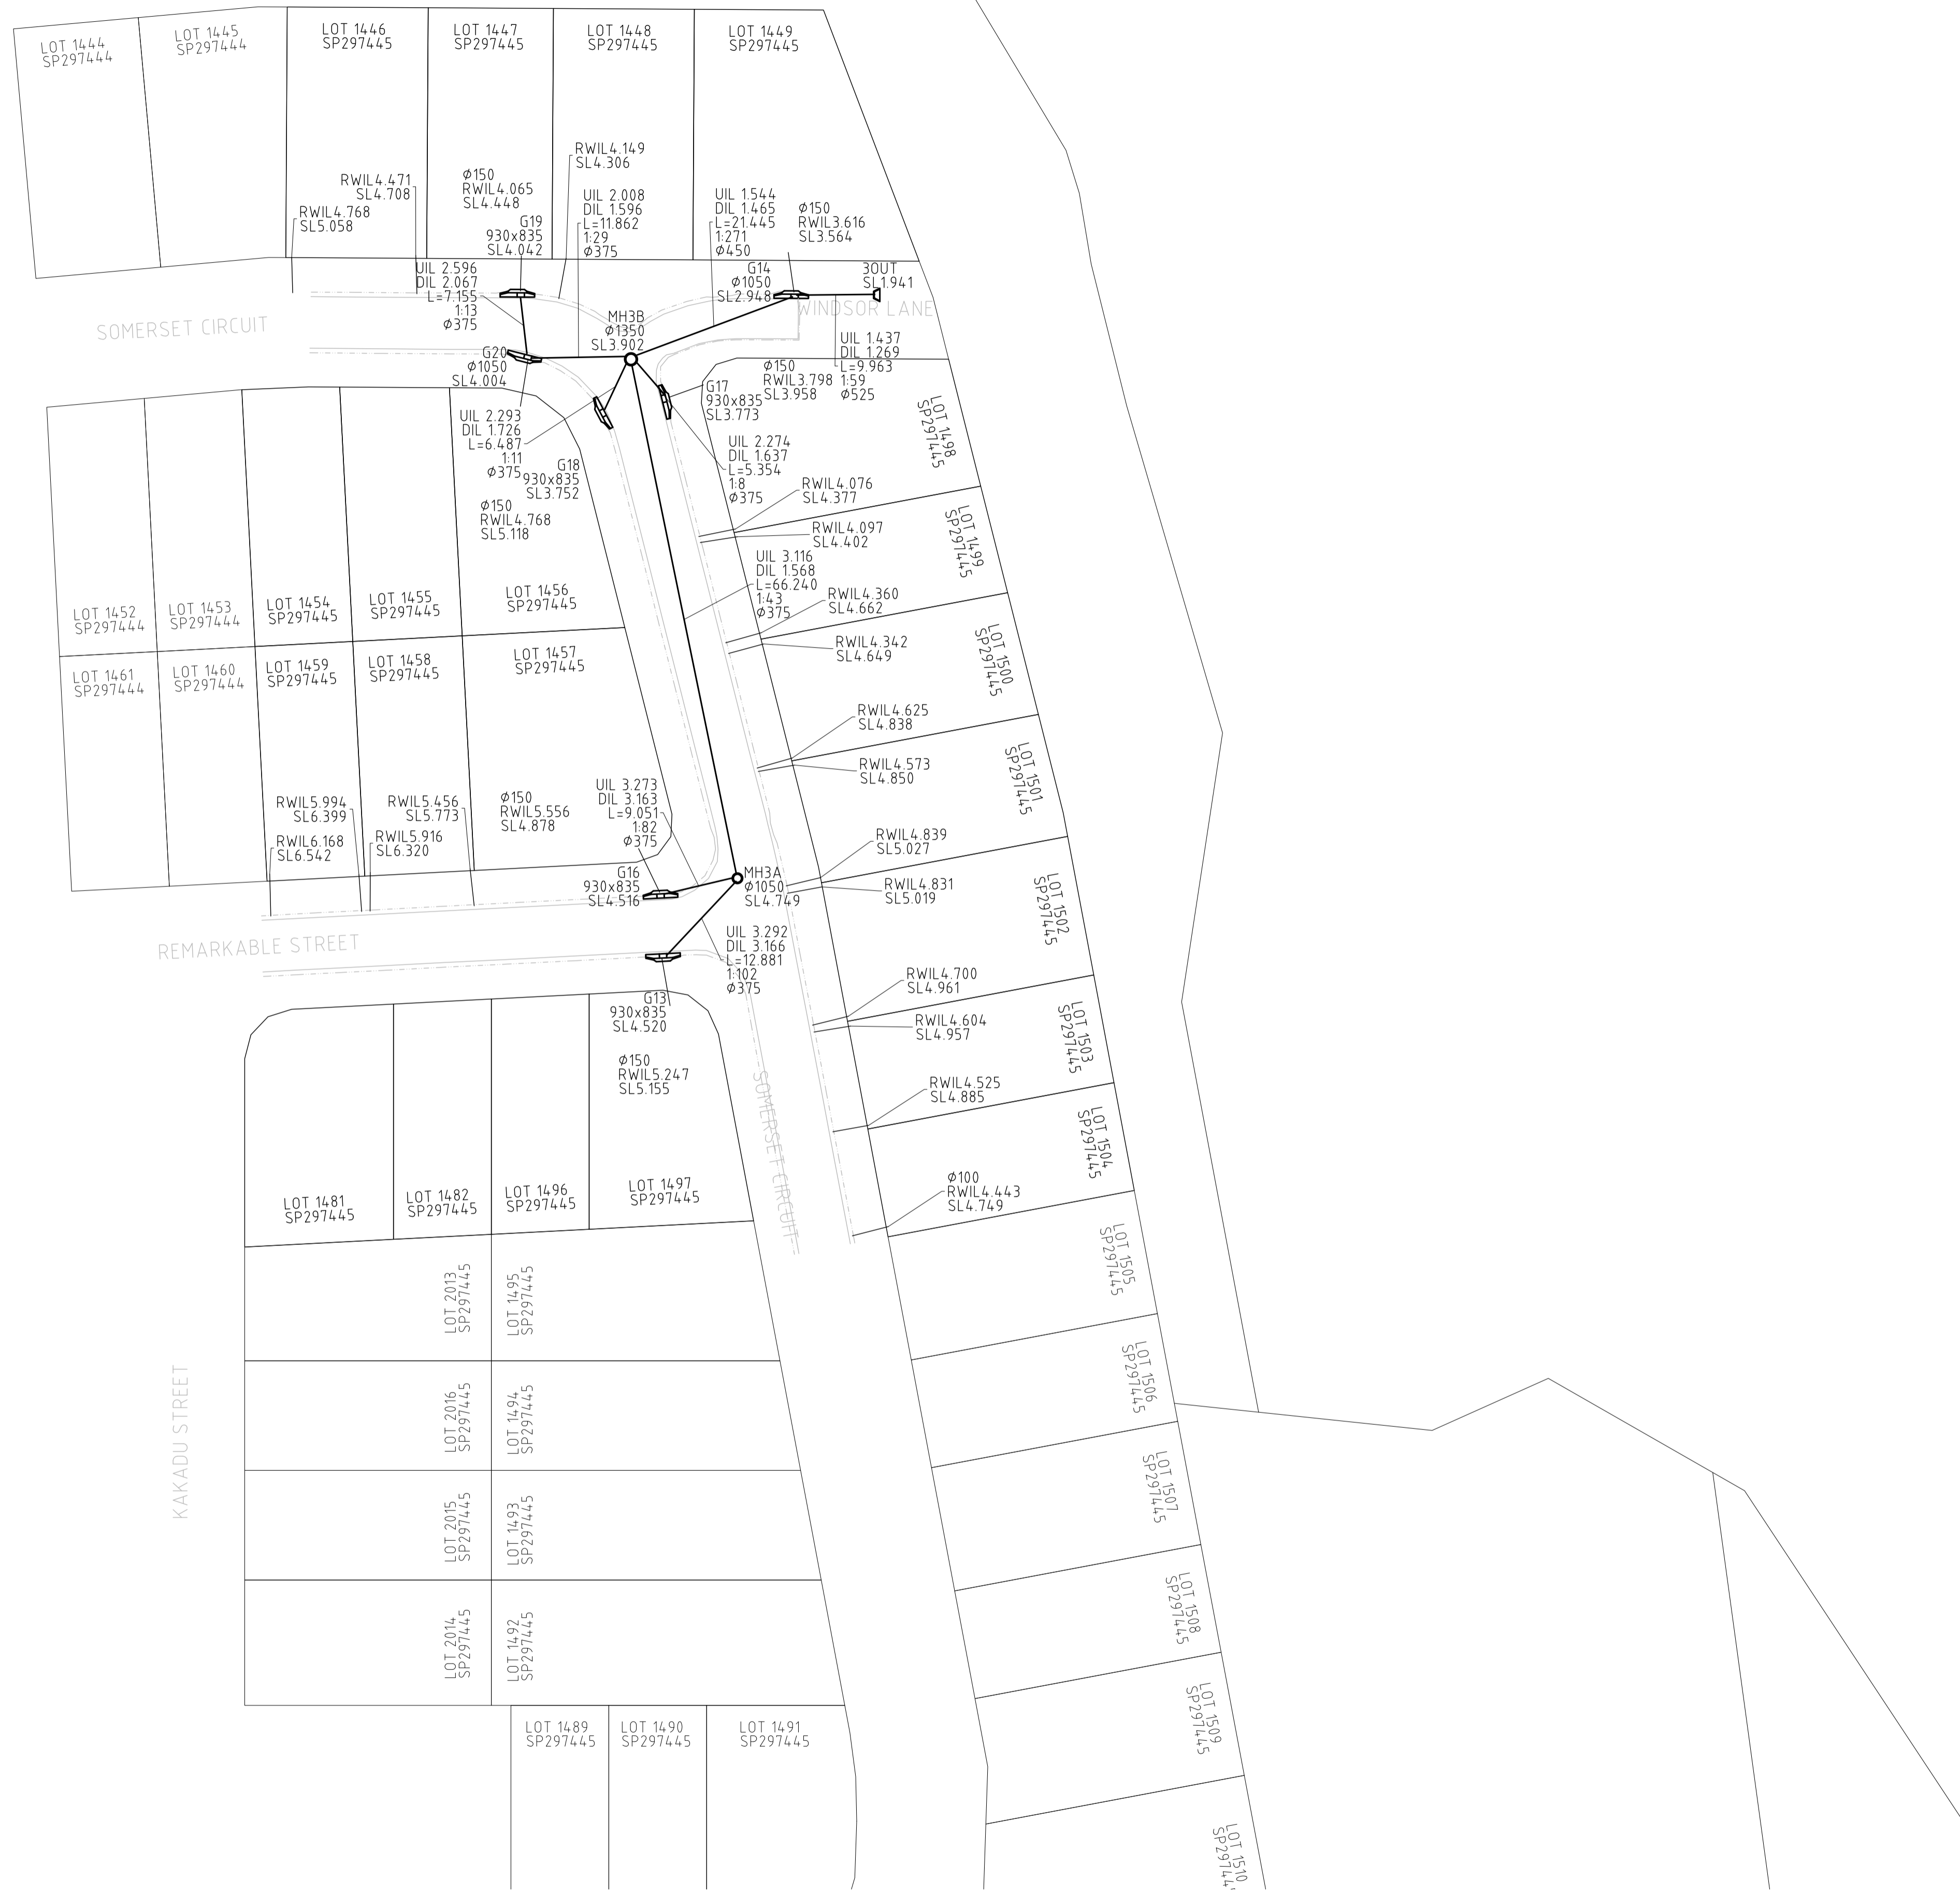 LOT 1444
SP297444
LOT 1445
SP297444
LOT 1446
SP297445
LOT 1447
SP297445
LOT 1448
SP297445
LOT 1449
SP297445
RWIL4.149
SL4.306
RWIL4.471
SL4.708
RWIL4.768
SL5.058
Ø150
RWIL4.065
SL4.448
G19
930x835
SL4.042
UIL 2.008
DIL 1.596
L=11.862
1:29
Ø375
UIL 1.544
DIL 1.465
L=21.445
1:271
Ø450
Ø150
RWIL3.616
SL3.564
UIL 2.596
DIL 2.067
L=7.155
1:13
Ø375
G14
Ø1050
SL2.948
3OUT
SL1.941
WINDSOR LANE
SOMERSET CIRCUIT
MH3B
Ø1350
SL3.902
G20
Ø1050
SL4.004
UIL 1.437
DIL 1.269
L=9.963
1:59
Ø525
Ø150
RWIL3.798
SL3.958
G17
930x835
SL3.773
UIL 2.293
DIL 1.726
L=6.487
1:11
Ø375
G18
930x835
SL3.752
UIL 2.274
DIL 1.637
L=5.354
1:8
Ø375
LOT 1498
SP297445
RWIL4.076
SL4.377
Ø150
RWIL4.768
SL5.118
RWIL4.097
SL4.402
LOT 1499
SP297445
UIL 3.116
DIL 1.568
L=66.240
1:43
Ø375
RWIL4.360
SL4.662
RWIL4.342
SL4.649
LOT 1452
SP297444
LOT 1453
SP297444
LOT 1454
SP297445
LOT 1455
SP297445
LOT 1456
SP297445
LOT 1461
SP297444
LOT 1460
SP297444
LOT 1459
SP297445
LOT 1458
SP297445
LOT 1457
SP297445
LOT 1500
SP297445
RWIL4.625
SL4.838
RWIL4.573
SL4.850
LOT 1501
SP297445
RWIL5.994
SL6.399
RWIL5.456
SL5.773
Ø150
RWIL5.556
SL4.878
UIL 3.273
DIL 3.163
L=9.051
1:82
Ø375
RWIL6.168
SL6.542
RWIL5.916
SL6.320
RWIL4.839
SL5.027
G16
930x835
SL4.516
MH3A
Ø1050
SL4.749
RWIL4.831
SL5.019
LOT 1502
SP297445
REMARKABLE STREET
UIL 3.292
DIL 3.166
L=12.881
1:102
Ø375
RWIL4.700
SL4.961
G13
930x835
SL4.520
RWIL4.604
SL4.957
LOT 1503
SP297445
Ø150
RWIL5.247
SL5.155
RWIL4.525
SL4.885
SOMERSET CIRCUIT
LOT 1504
SP297445
Ø100
RWIL4.443
SL4.749
LOT 1481
SP297445
LOT 1482
SP297445
LOT 1496
SP297445
LOT 1497
SP297445
LOT 1505
SP297445
LOT 2013
SP297445
LOT 1495
SP297445
LOT 1506
SP297445
KAKADU STREET
LOT 2016
SP297445
LOT 1494
SP297445
LOT 1507
SP297445
LOT 2015
SP297445
LOT 1493
SP297445
LOT 1508
SP297445
LOT 2014
SP297445
LOT 1492
SP297445
LOT 1509
SP297445
LOT 1489
SP297445
LOT 1490
SP297445
LOT 1491
SP297445
LOT 1510